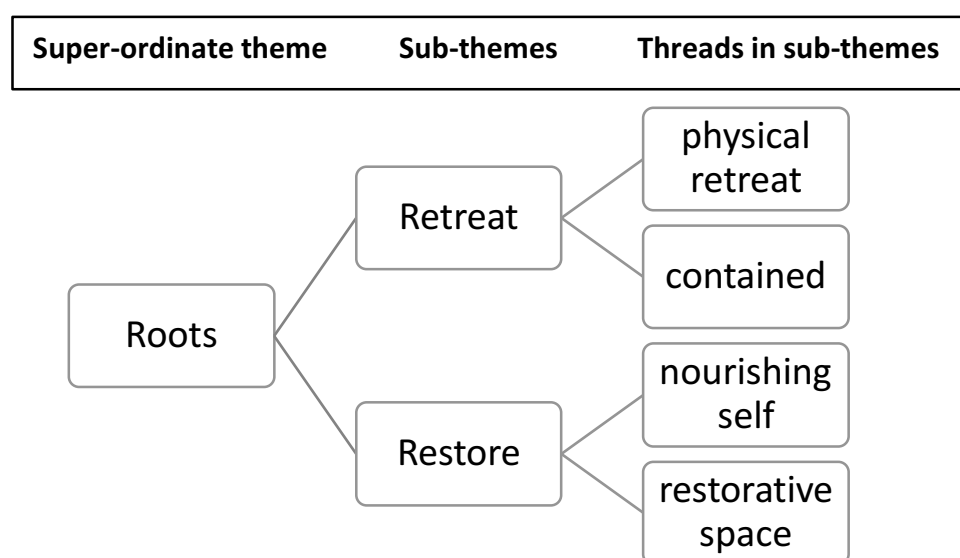 Super-ordinate theme Sub-themes Threads in sub-themes
physical
retreat
Retreat
contained
Roots
nourishing
self
Restore
restorative
space